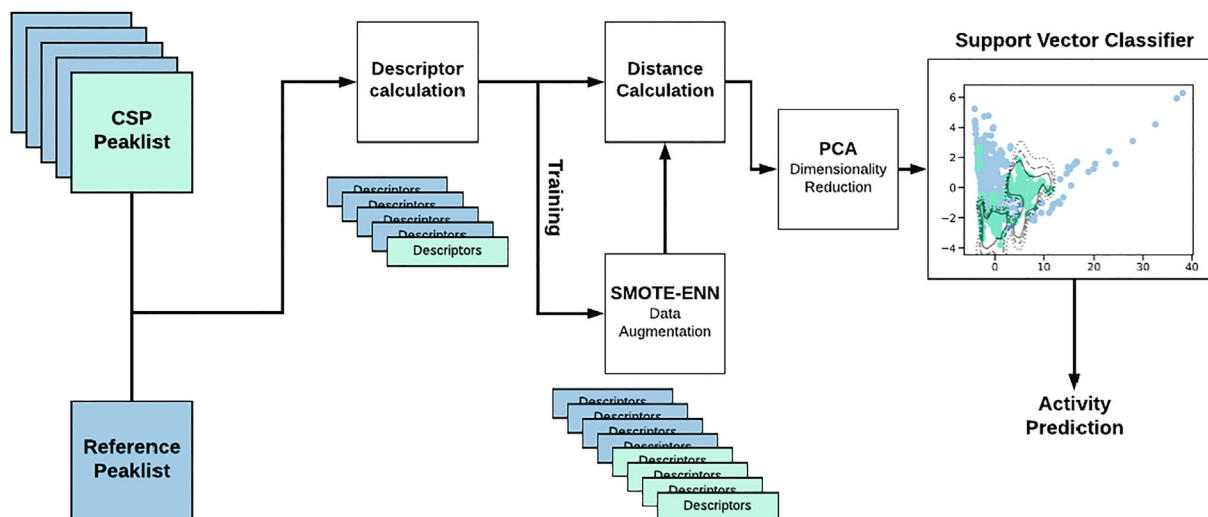 CSP
Peaklist
Reference
Peaklist
Descriptor
calculation
Descriptors
Descriptors
Descriptors
Descriptors
Descriptors
Training
Distance
Calculation
SMOTE-ENN
Data
Augmentation
Descriptors
Descriptors
Descriptors
Descriptors
Descriptors
Descriptors
Descriptors
Descriptors
PCA
Dimensionality
Reduction
Support Vector Classifier
6
4
2
0
−2
−4
0 10 20 30 40
Activity
Prediction